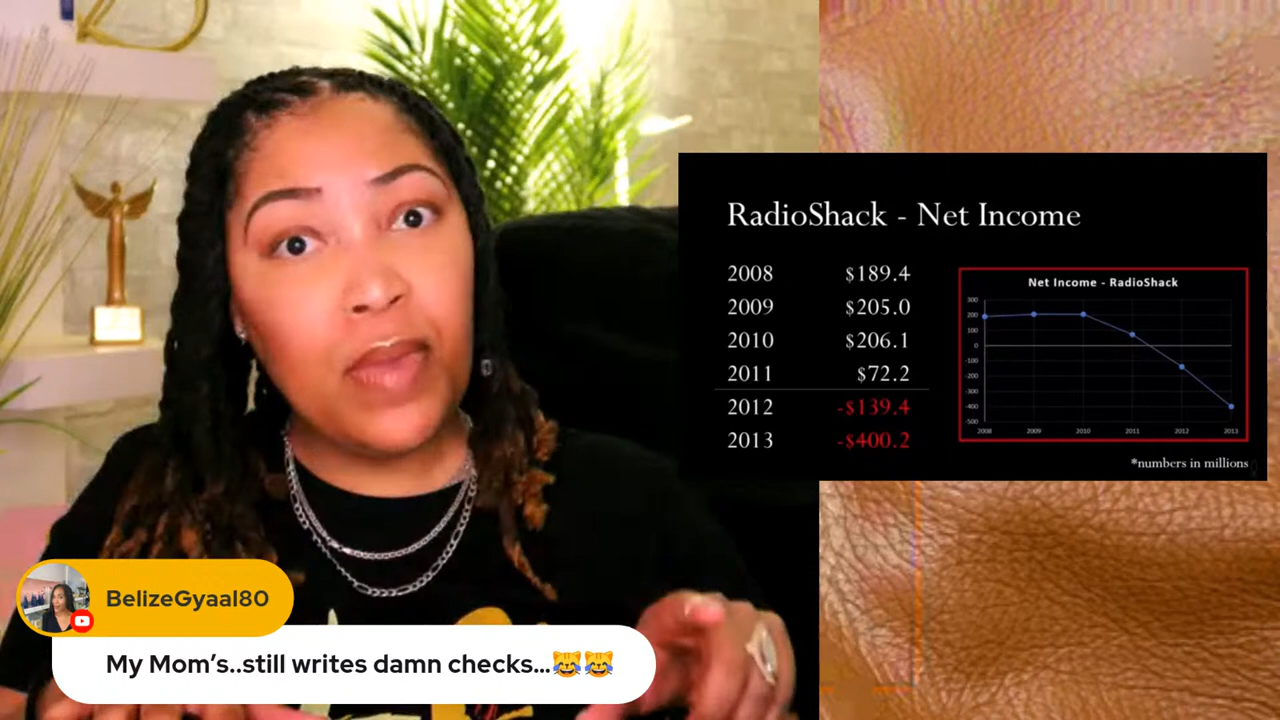 RadioShack - Net Income
2008 $189.4
2009 $205.0
2010 $206.1
2011 $72.2
2012 -$139.4
2013 -$400.2
Net Income - RadioShack
300
200
100
0
-100
-200
-300
-400
-500
2008 2009 2010 2011 2012 2013
*numbers in millions
BelizeGyaal80
My Mom’s..still writes damn checks...😹😹